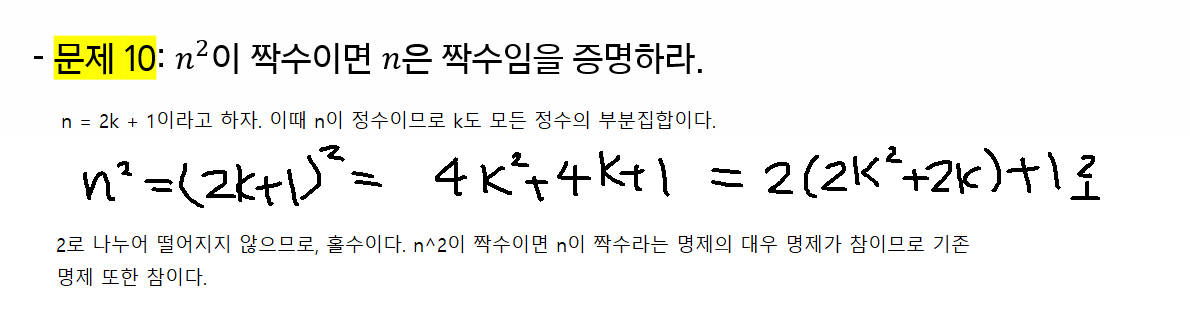 - 문제 10: n²이 짝수이면 n은 짝수임을 증명하라.
n = 2k + 1이라고 하자. 이때 n이 정수이므로 k도 모든 정수의 부분집합이다.
n² = (2k+1)² = 4k²+4k+1 = 2(2k²+2k)+1로
2로 나누어 떨어지지 않으므로, 홀수이다. n^2이 짝수이면 n이 짝수라는 명제의 대우 명제가 참이므로 기존
명제 또한 참이다.